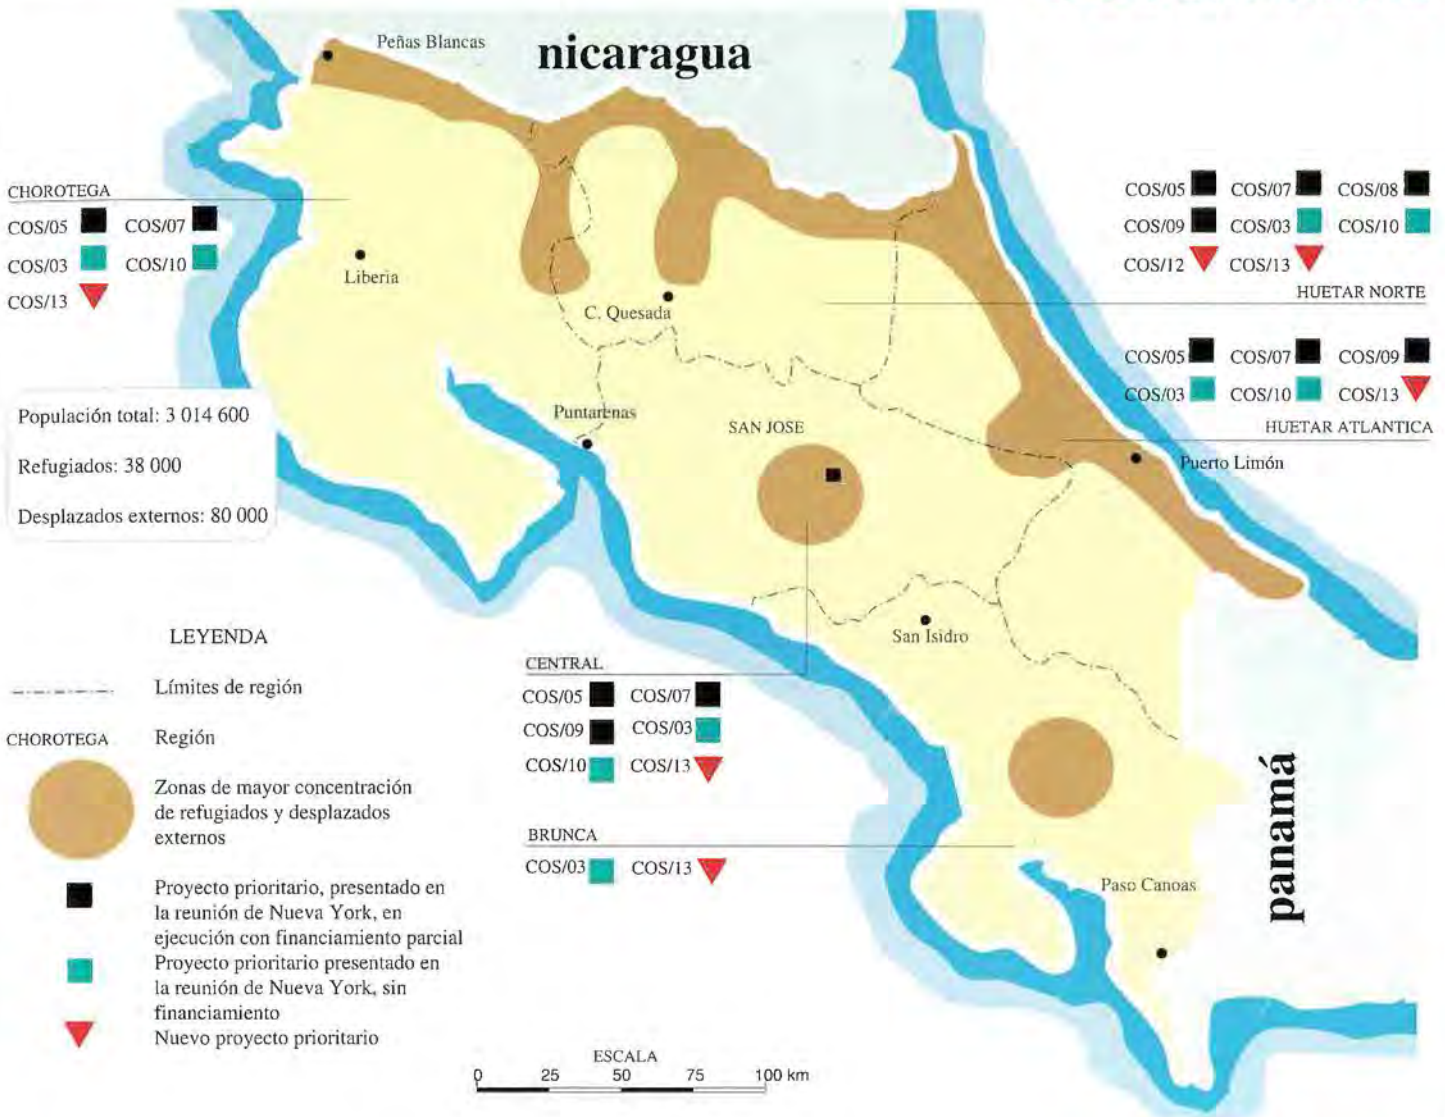 Peñas Blancas
nicaragua
CHOROTEGA
COS/05 COS/07
COS/03 COS/10
COS/13
Liberia
C. Quesada
COS/05 COS/07 COS/08
COS/09 COS/03 COS/10
COS/12 COS/13
HUETAR NORTE
COS/05 COS/07 COS/09
COS/03 COS/10 COS/13
HUETAR ATLANTICA
Populación total: 3 014 600
Refugiados: 38 000
Desplazados externos: 80 000
Puntarenas
SAN JOSE
Puerto Limón
San Isidro
CENTRAL
COS/05 COS/07
COS/09 COS/03
COS/10 COS/13
BRUNCA
COS/03 COS/13
Paso Canoas
panamá
LEYENDA
Límites de región
CHOROTEGA Región
Zonas de mayor concentración
de refugiados y desplazados
externos
Proyecto prioritario, presentado en
la reunión de Nueva York, en
ejecución con financiamiento parcial
Proyecto prioritario presentado en
la reunión de Nueva York, sin
financiamiento
Nuevo proyecto prioritario
ESCALA
0 25 50 75 100 km